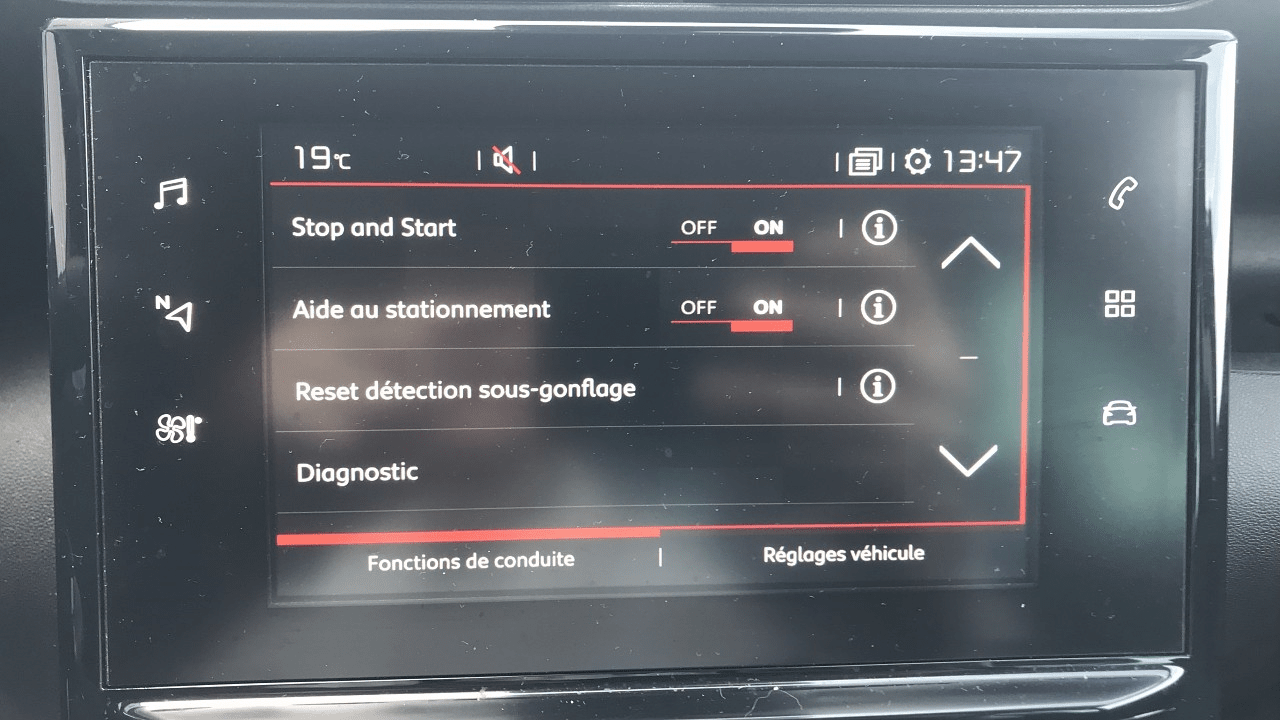 19°C 13:47
Stop and Start OFF ON
Aide au stationnement OFF ON
Reset détection sous-gonflage
Diagnostic
Fonctions de conduite Réglages véhicule
N